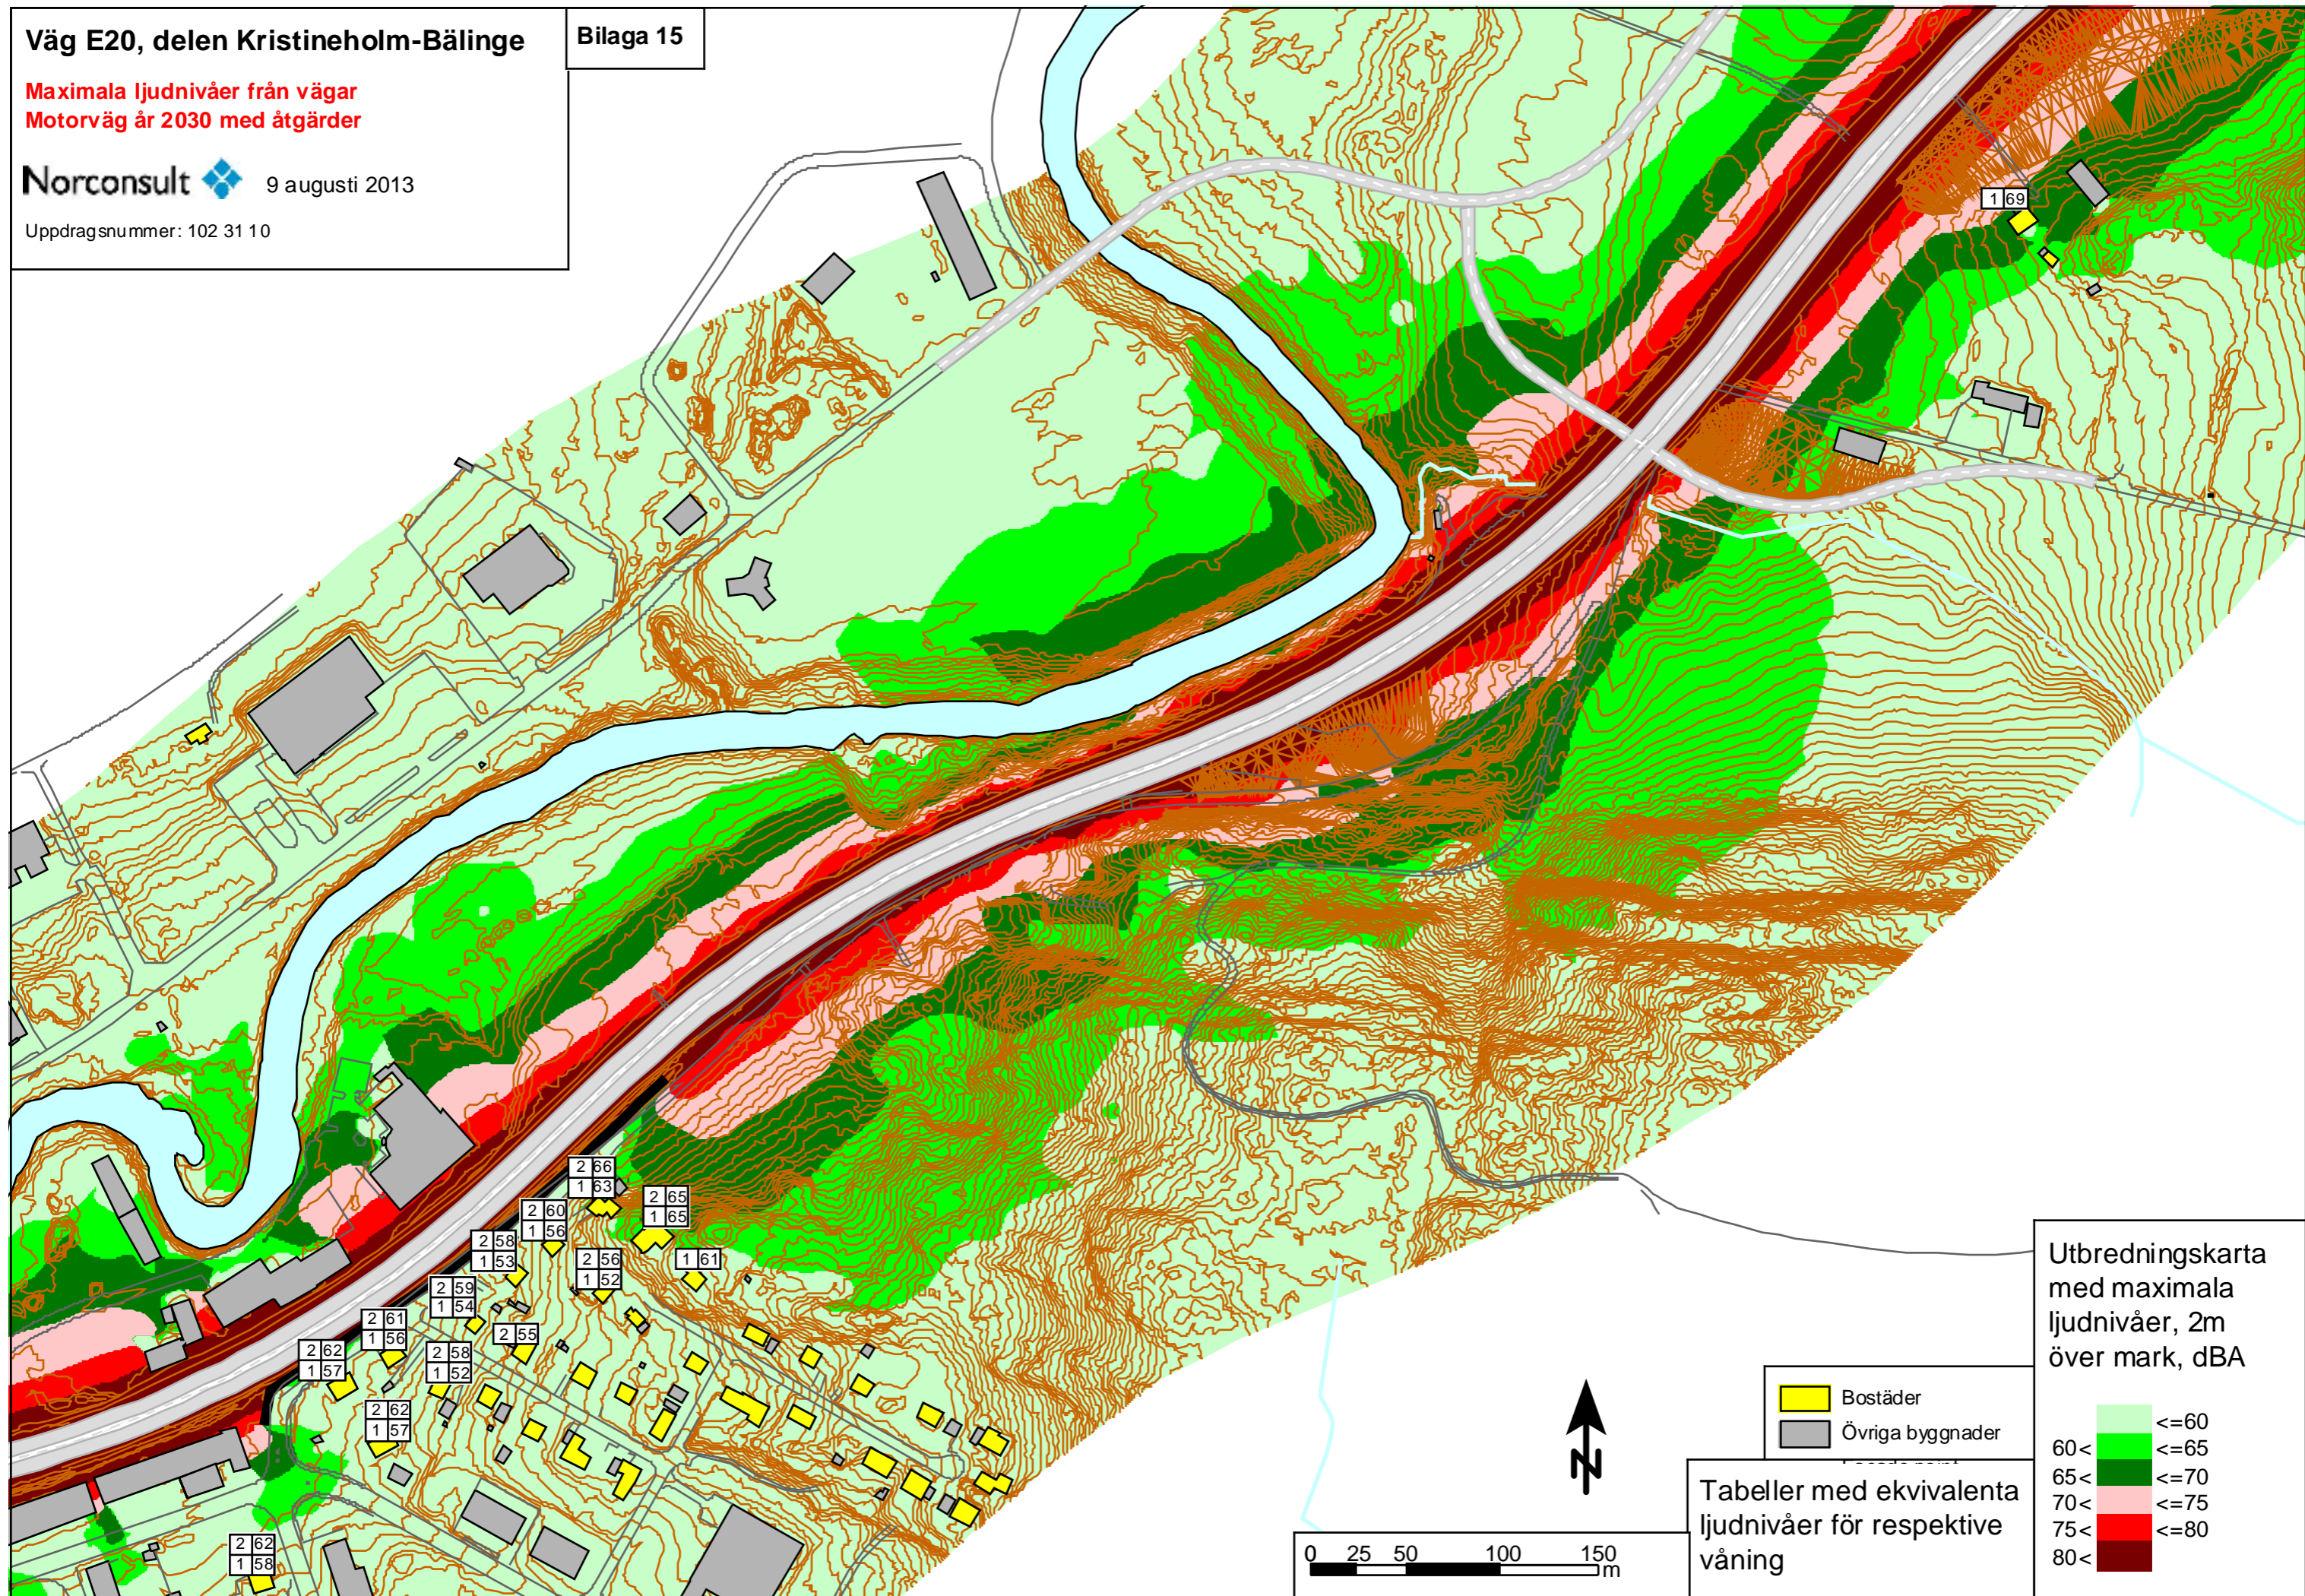 Väg E20, delen Kristineholm-Bälinge
Bilaga 15
Maximala ljudnivåer från vägar
Motorväg år 2030 med åtgärder
Norconsult 9 augusti 2013
Uppdragsnummer: 102 31 10
1 69
2 66
1 63
2 65
1 65
2 60
1 56
2 58
1 53
2 56
1 52
1 61
2 59
1 54
2 61
1 56
2 55
2 62
1 57
2 58
1 52
2 62
1 57
2 62
1 58
N
0 25 50 100 150
m
Bostäder
Övriga byggnader
Tabeller med ekvivalenta
ljudnivåer för respektive
våning
Utbredningskarta
med maximala
ljudnivåer, 2m
över mark, dBA
<=60
60< <=65
65< <=70
70< <=75
75< <=80
80<